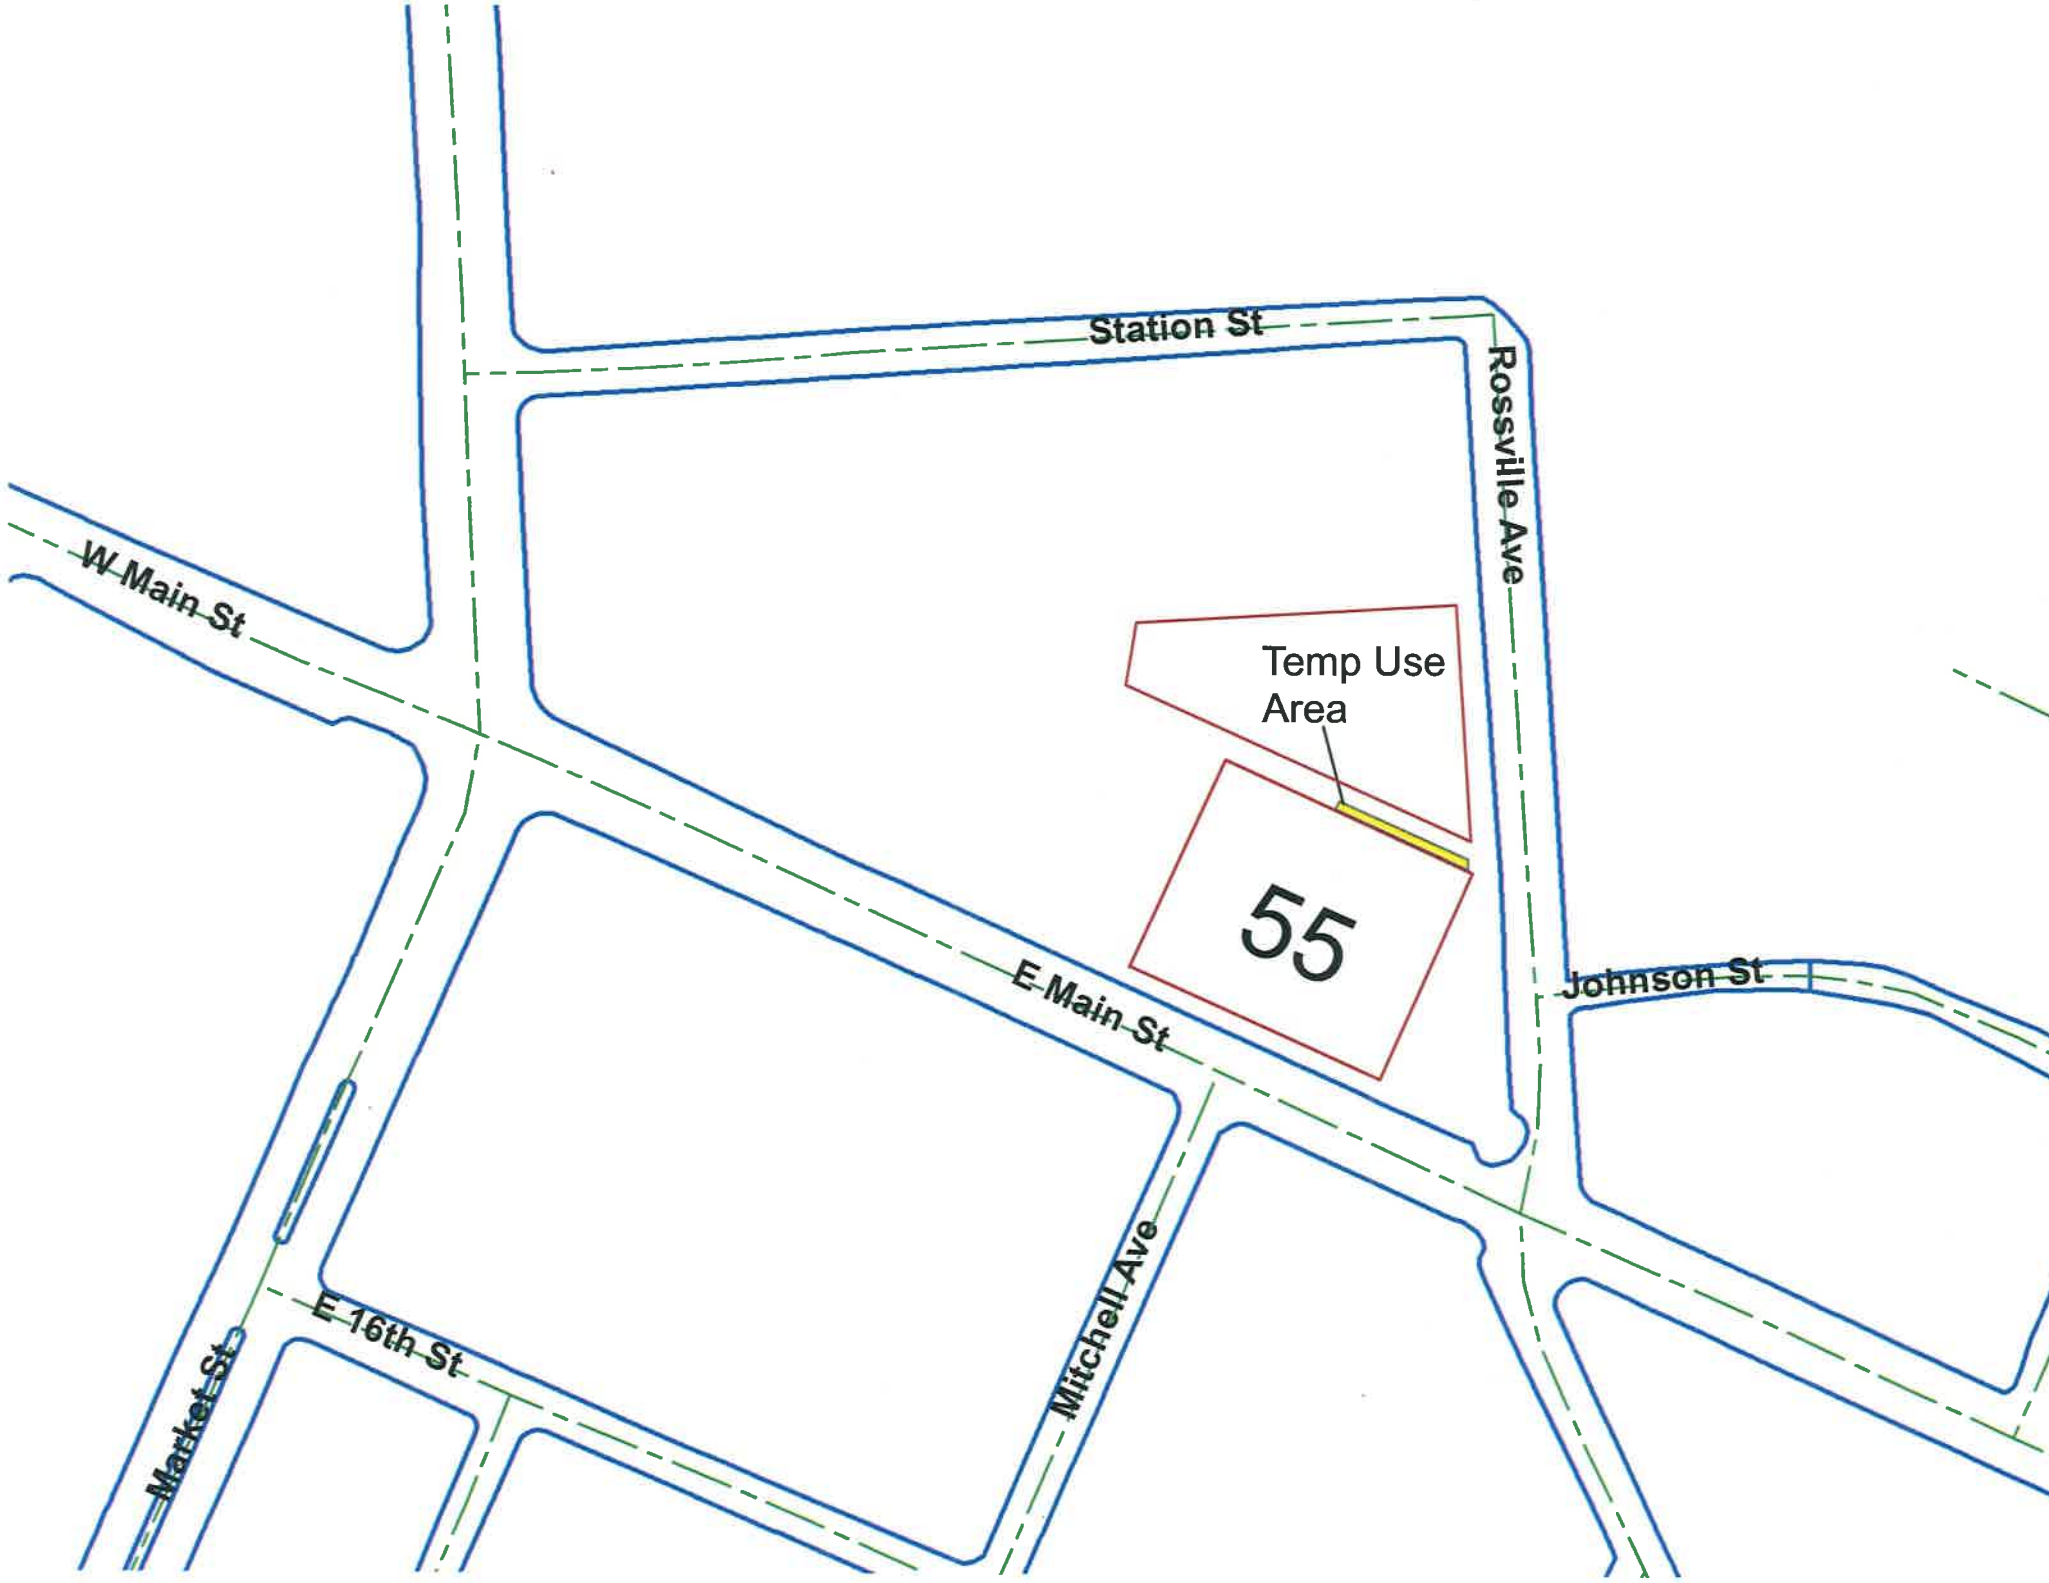 Station St
Rossville Ave
W Main St
Temp Use
Area
55
E Main St
Johnson St
Mitchell Ave
E 16th St
Market St